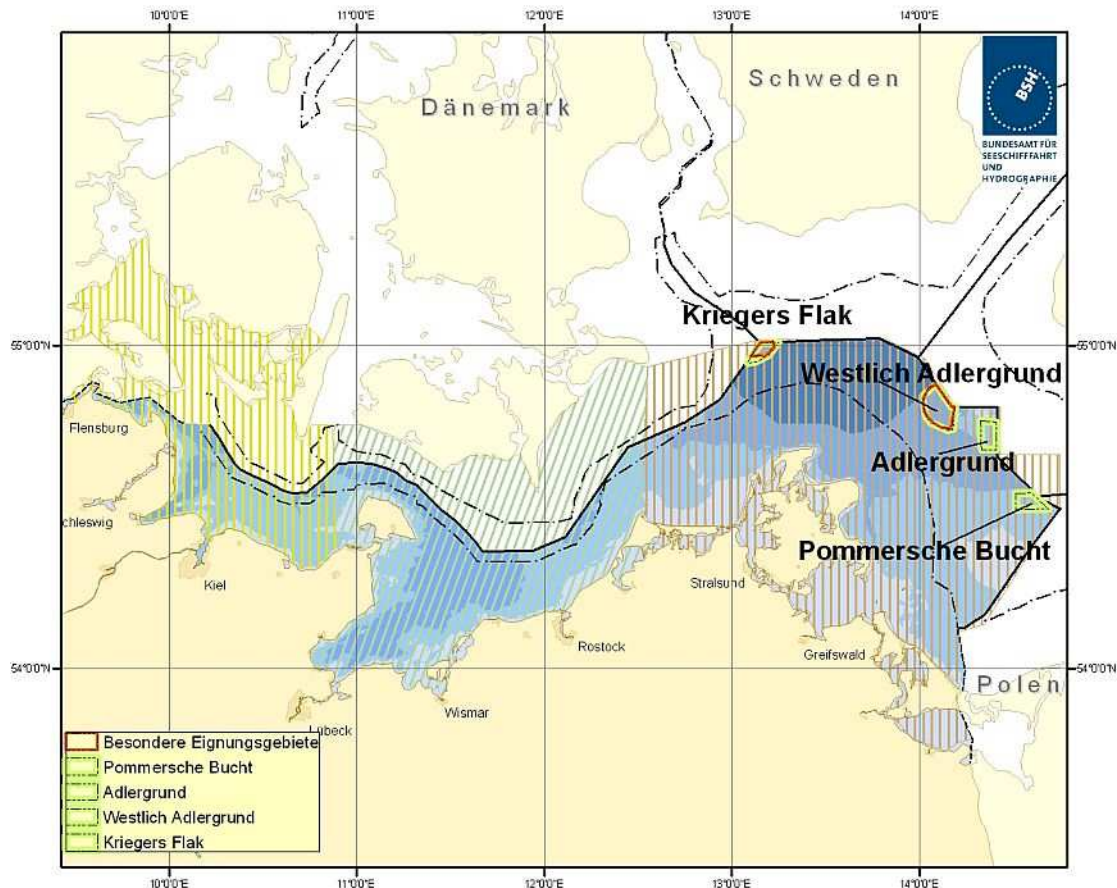 10°0'0"E 11°0'0"E 12°0'0"E 13°0'0"E 14°0'0"E
Schweden
Dänemark
BSH
BUNDESAMT FÜR
SEESCHIFFFAHRT
UND
HYDROGRAPHIE
Kriegers Flak
55°0'0"N 55°0'0"N
Westlich Adlergrund
Flensburg
Adlergrund
chleswig
Pommersche Bucht
Kiel
Stralsund
Rostock
Greifswald
54°0'0"N 54°0'0"N
Polen
Wismar
Lübeck
Besondere Eignungsgebiete
Pommersche Bucht
Adlergrund
Westlich Adlergrund
Kriegers Flak
10°0'0"E 11°0'0"E 12°0'0"E 13°0'0"E 14°0'0"E